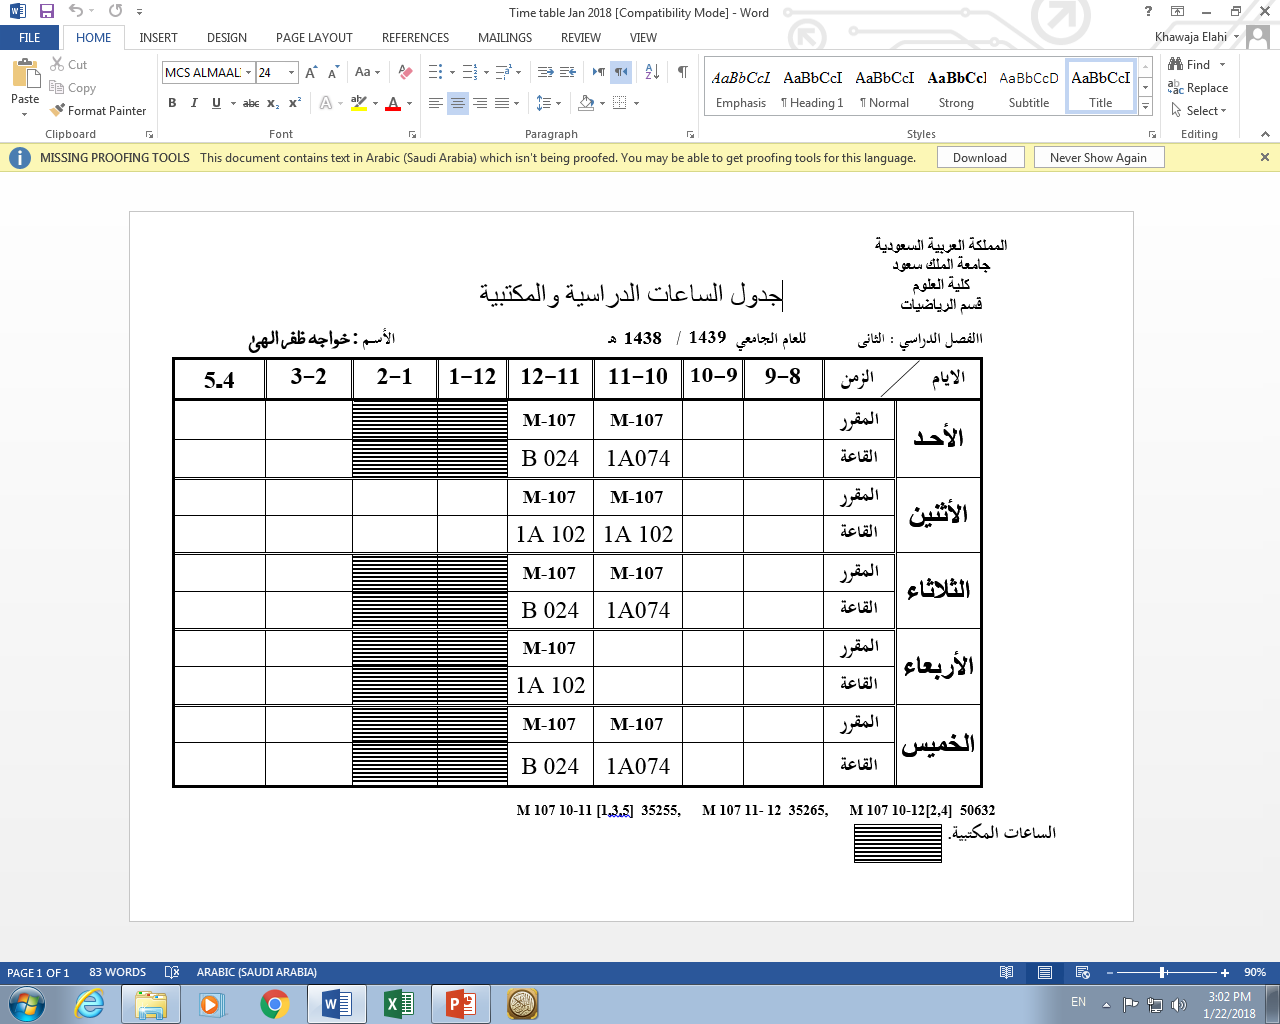 Time table Jan 2018 [Compatibility Mode] - Word
FILE HOME INSERT DESIGN PAGE LAYOUT REFERENCES MAILINGS REVIEW VIEW Khawaja Elahi
Paste
Cut
Copy
Format Painter
Clipboard
MCS ALMAAL 24
Aa
B I U abc x₂ x²
Font
Paragraph
AaBbCcI AaBbCcI AaBbCcI AaBbCcI AaBbCcD AaBbCcI
Emphasis ¶ Heading 1 ¶ Normal Strong Subtitle Title
Styles
Find
Replace
Select
Editing
MISSING PROOFING TOOLS This document contains text in Arabic (Saudi Arabia) which isn't being proofed. You may be able to get proofing tools for this language. Download Never Show Again
المملكة العربية السعودية
جامعة الملك سعود
كلية العلوم
قسم الرياضيات
جدول الساعات الدراسية والمكتبية
االفصل الدراسي : الثانى للعام الجامعي 1439 / 1438 هـ الأسـم : خواجه ظفر الهىٰ
الايام الزمن 9–8 10–9 11–10 12–11 1–12 2–1 3–2 5-4
الأحـد المقرر M-107 M-107
القاعة 1A074 B 024
الأثنين المقرر M-107 M-107
القاعة 1A 102 1A 102
الثلاثاء المقرر M-107 M-107
القاعة 1A074 B 024
الأربعاء المقرر M-107
القاعة 1A 102
الخميس المقرر M-107 M-107
القاعة 1A074 B 024
M 107 10-11 [1,3,5] 35255, M 107 11- 12 35265, M 107 10-12[2,4] 50632
الساعات المكتبية.
PAGE 1 OF 1 83 WORDS ARABIC (SAUDI ARABIA) 90%
EN 3:02 PM
1/22/2018